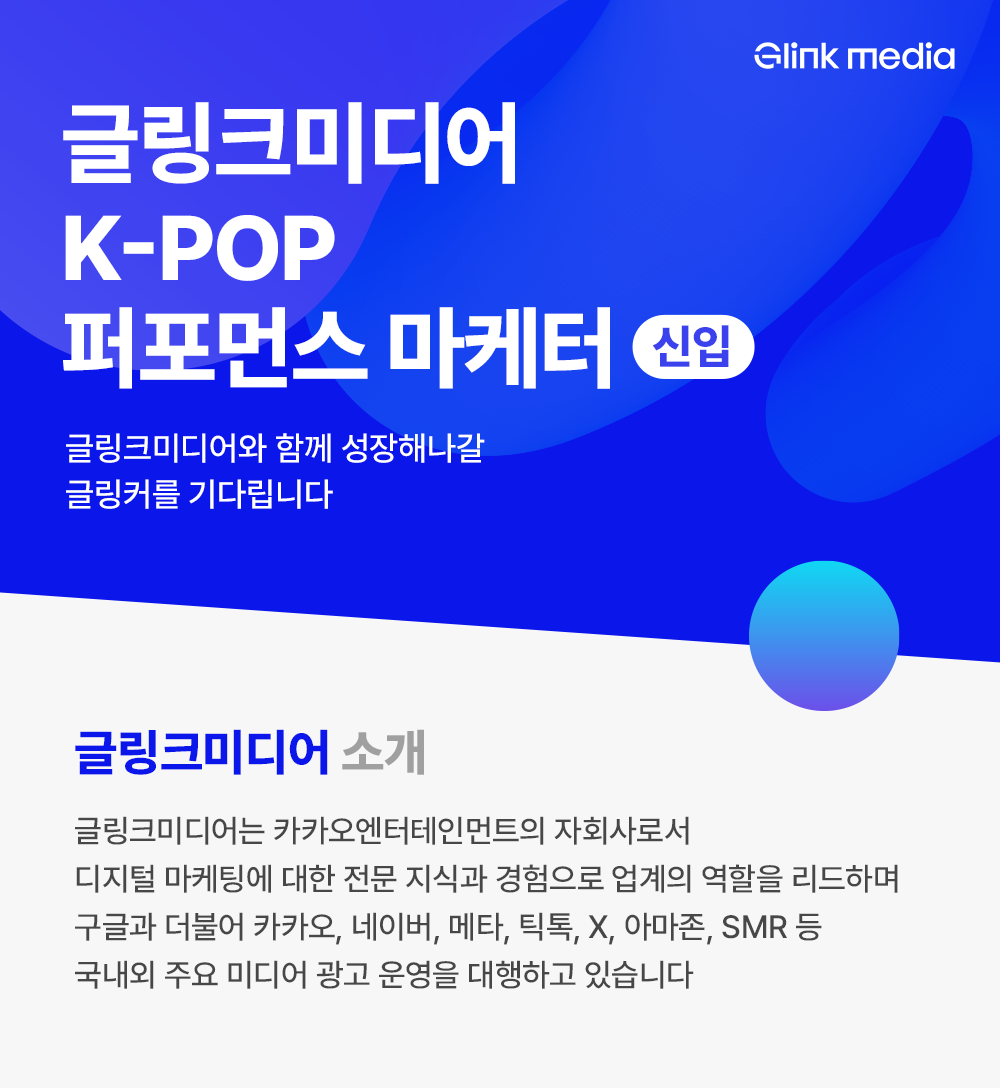 Glink media
글링크미디어
K-POP
퍼포먼스 마케터 신입
글링크미디어와 함께 성장해나갈
글링커를 기다립니다
글링크미디어 소개
글링크미디어는 카카오엔터테인먼트의 자회사로서
디지털 마케팅에 대한 전문 지식과 경험으로 업계의 역할을 리드하며
구글과 더불어 카카오, 네이버, 메타, 틱톡, X, 아마존, SMR 등
국내외 주요 미디어 광고 운영을 대행하고 있습니다